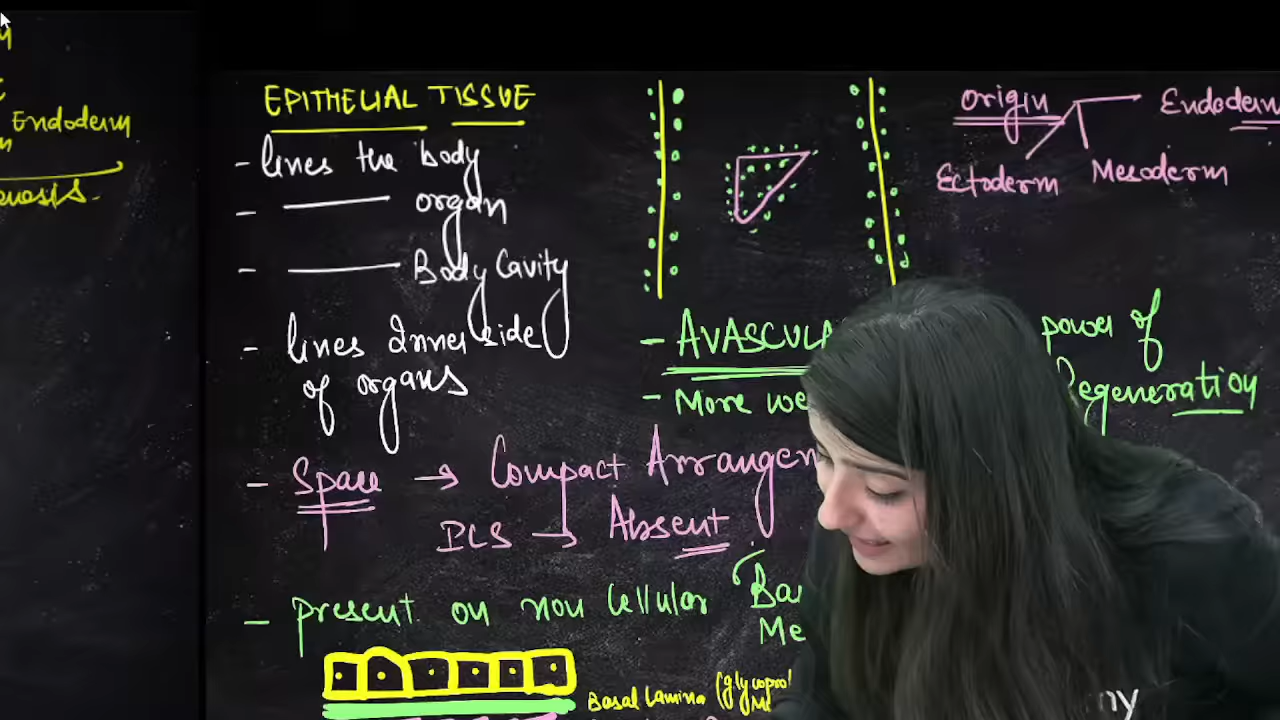 Endoderm
EPITHELIAL TISSUE
- lines the body
- ——— organ
- ——— Body Cavity
- lines Inner side
of organs
- Space → Compact Arrangem
ICS → Absent
- present on non Cellular
Basal lamina
origin
Endoderm
Ectoderm
Mesoderm
- AVASCULA
- More we
power of
Regeneration